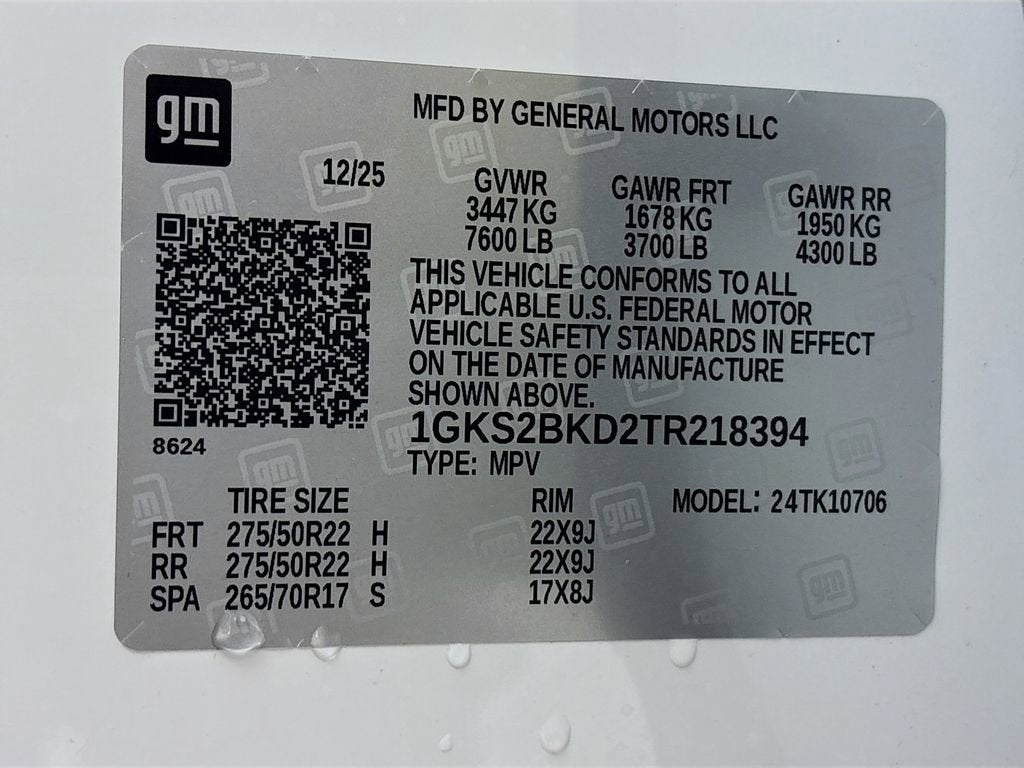 gm
MFD BY GENERAL MOTORS LLC
12/25
GVWR GAWR FRT GAWR RR
3447 KG 1678 KG 1950 KG
7600 LB 3700 LB 4300 LB
THIS VEHICLE CONFORMS TO ALL
APPLICABLE U.S. FEDERAL MOTOR
VEHICLE SAFETY STANDARDS IN EFFECT
ON THE DATE OF MANUFACTURE
SHOWN ABOVE.
1GKS2BKD2TR218394
8624
TYPE: MPV
TIRE SIZE RIM MODEL: 24TK10706
FRT 275/50R22 H 22X9J
RR 275/50R22 H 22X9J
SPA 265/70R17 S 17X8J